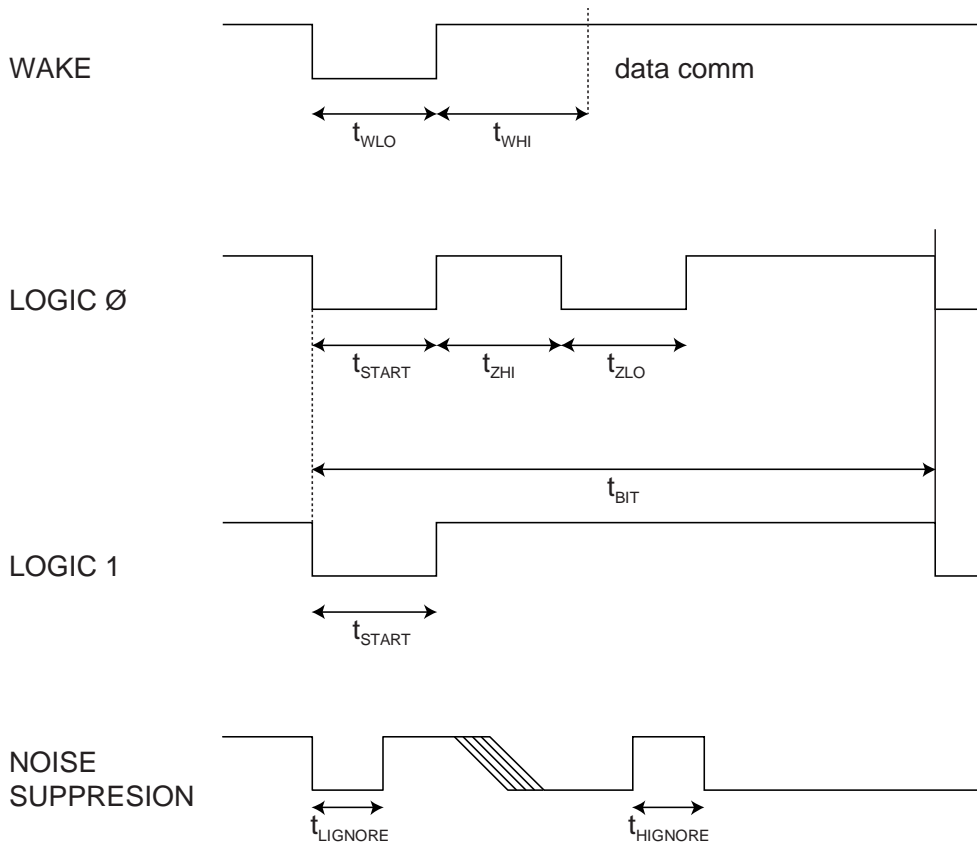 WAKE
data comm
tWLO
tWHI
LOGIC Ø
tSTART
tZHI
tZLO
tBIT
LOGIC 1
tSTART
NOISE
SUPPRESION
tLIGNORE
tHIGNORE